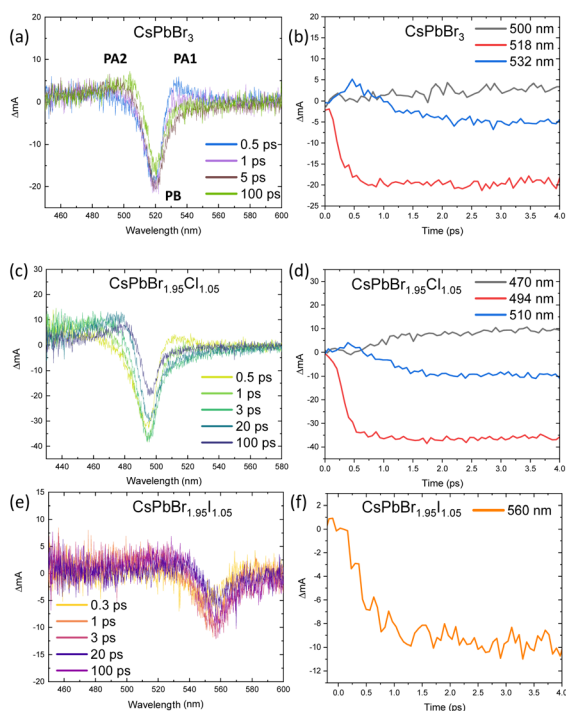 (a)
CsPbBr3
PA2
PA1
PB
0.5 ps
1 ps
5 ps
100 ps
10
5
0
-5
-10
-15
-20
-25
ΔmA
460 480 500 520 540 560 580 600
Wavelength (nm)
(b)
CsPbBr3
500 nm
518 nm
532 nm
20
15
10
5
0
-5
-10
-15
-20
-25
ΔmA
0.0 0.5 1.0 1.5 2.0 2.5 3.0 3.5 4.0
Time (ps)
(c)
CsPbBr1.95Cl1.05
0.5 ps
1 ps
3 ps
20 ps
100 ps
30
20
10
0
-10
-20
-30
-40
ΔmA
440 460 480 500 520 540 560 580
Wavelength (nm)
(d)
CsPbBr1.95Cl1.05
470 nm
494 nm
510 nm
30
20
10
0
-10
-20
-30
-40
ΔmA
0.0 0.5 1.0 1.5 2.0 2.5 3.0 3.5 4.0
Time (ps)
(e)
CsPbBr1.95I1.05
0.3 ps
1 ps
3 ps
20 ps
100 ps
15
10
5
0
-5
-10
-15
-20
ΔmA
460 480 500 520 540 560 580 600
Wavelength (nm)
(f)
CsPbBr1.95I1.05
560 nm
2
0
-2
-4
-6
-8
-10
ΔmA
0.0 0.5 1.0 1.5 2.0 2.5 3.0 3.5 4.0
Time (ps)